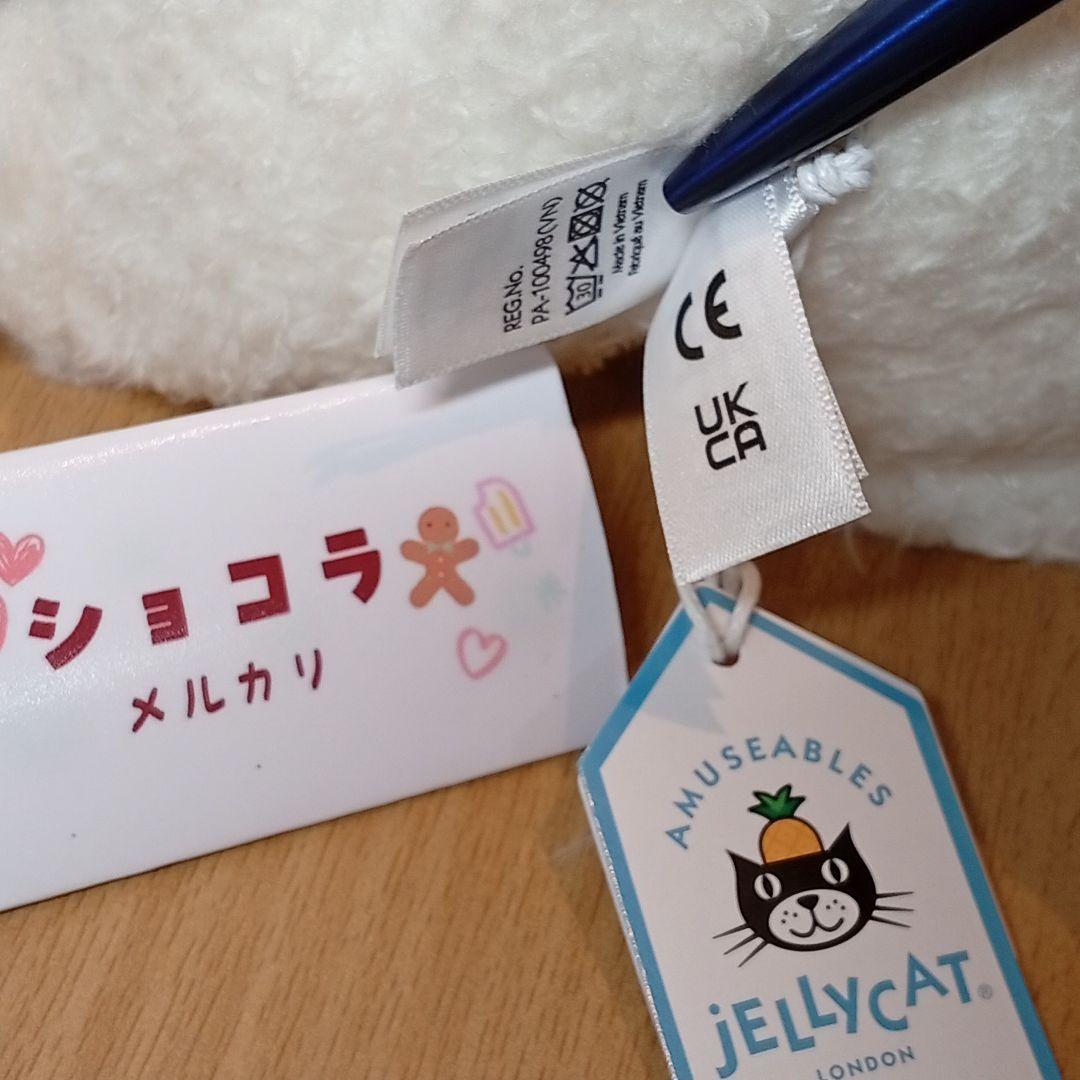 REG.No.
PA-100498(VN)
30
Made in Vietnam
Fabriqué au Vietnam
CE
UK
CA
ショコラ
メルカリ
AMUSEABLES
JELLYCAT®
LONDON